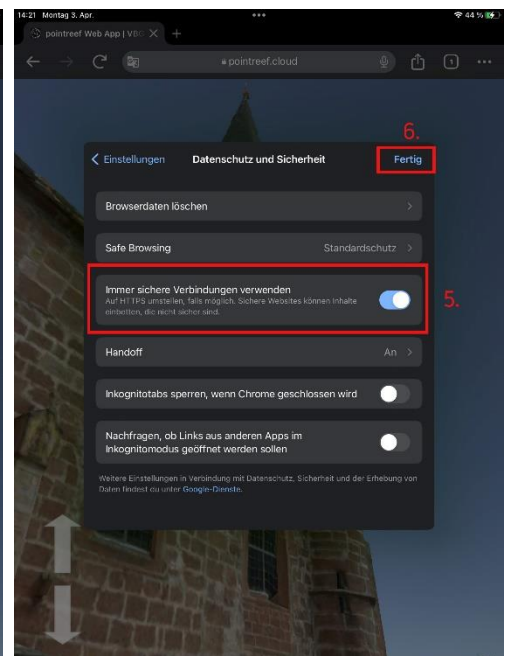 14:21 Montag 3. Apr.
44 %
pointreef Web App | VBG
pointreef.cloud
1
6.
Einstellungen Datenschutz und Sicherheit Fertig
Browserdaten löschen
Safe Browsing Standardschutz
Immer sichere Verbindungen verwenden
Auf HTTPS umstellen, falls möglich. Sichere Websites können Inhalte
einbetten, die nicht sicher sind.
5.
Handoff An
Inkognitotabs sperren, wenn Chrome geschlossen wird
Nachfragen, ob Links aus anderen Apps im
Inkognitomodus geöffnet werden sollen
Weitere Einstellungen in Verbindung mit Datenschutz, Sicherheit und der Erhebung von
Daten findest du unter Google-Dienste.